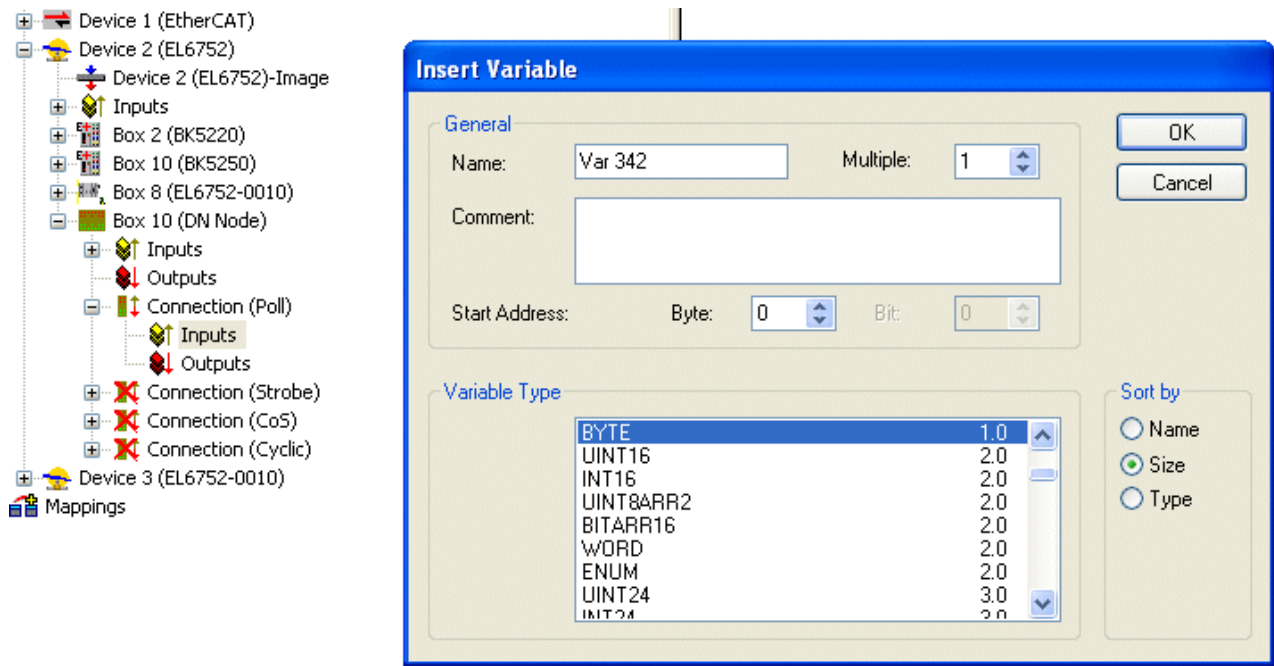 Device 1 (EtherCAT)
Device 2 (EL6752)
Device 2 (EL6752)-Image
Inputs
Box 2 (BK5220)
Box 10 (BK5250)
Box 8 (EL6752-0010)
Box 10 (DN Node)
Inputs
Outputs
Connection (Poll)
Inputs
Outputs
Connection (Strobe)
Connection (CoS)
Connection (Cyclic)
Device 3 (EL6752-0010)
Mappings
Insert Variable
General
Name: Var 342 Multiple: 1
Comment:
Start Address: Byte: 0 Bit: 0
OK
Cancel
Variable Type
BYTE 1.0
UINT16 2.0
INT16 2.0
UINT8ARR2 2.0
BITARR16 2.0
WORD 2.0
ENUM 2.0
UINT24 3.0
INT24 3.0
Sort by
Name
Size
Type